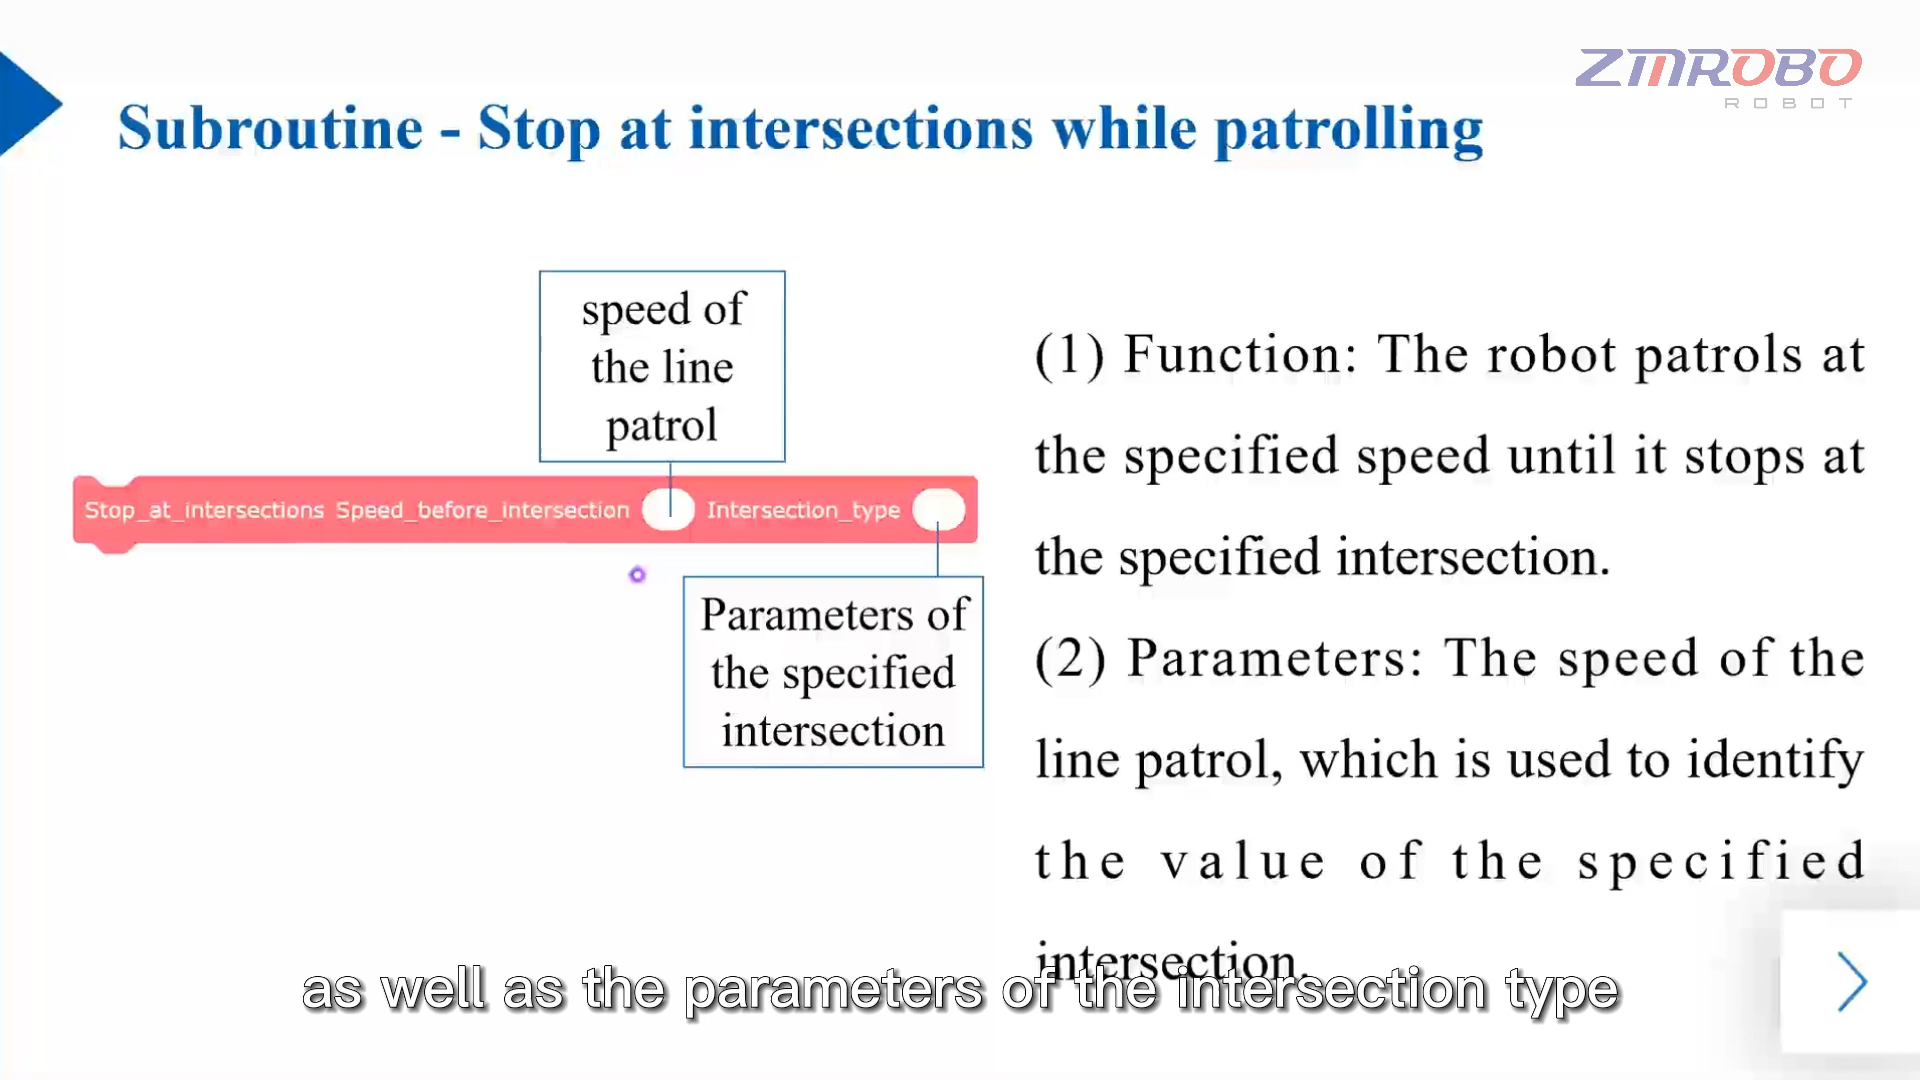 ZMROBO
ROBOT
Subroutine - Stop at intersections while patrolling
speed of
the line
patrol
Stop_at_intersections Speed_before_intersection Intersection_type
Parameters of
the specified
intersection
(1) Function: The robot patrols at
the specified speed until it stops at
the specified intersection.
(2) Parameters: The speed of the
line patrol, which is used to identify
the value of the specified
intersection.
as well as the parameters of the intersection type